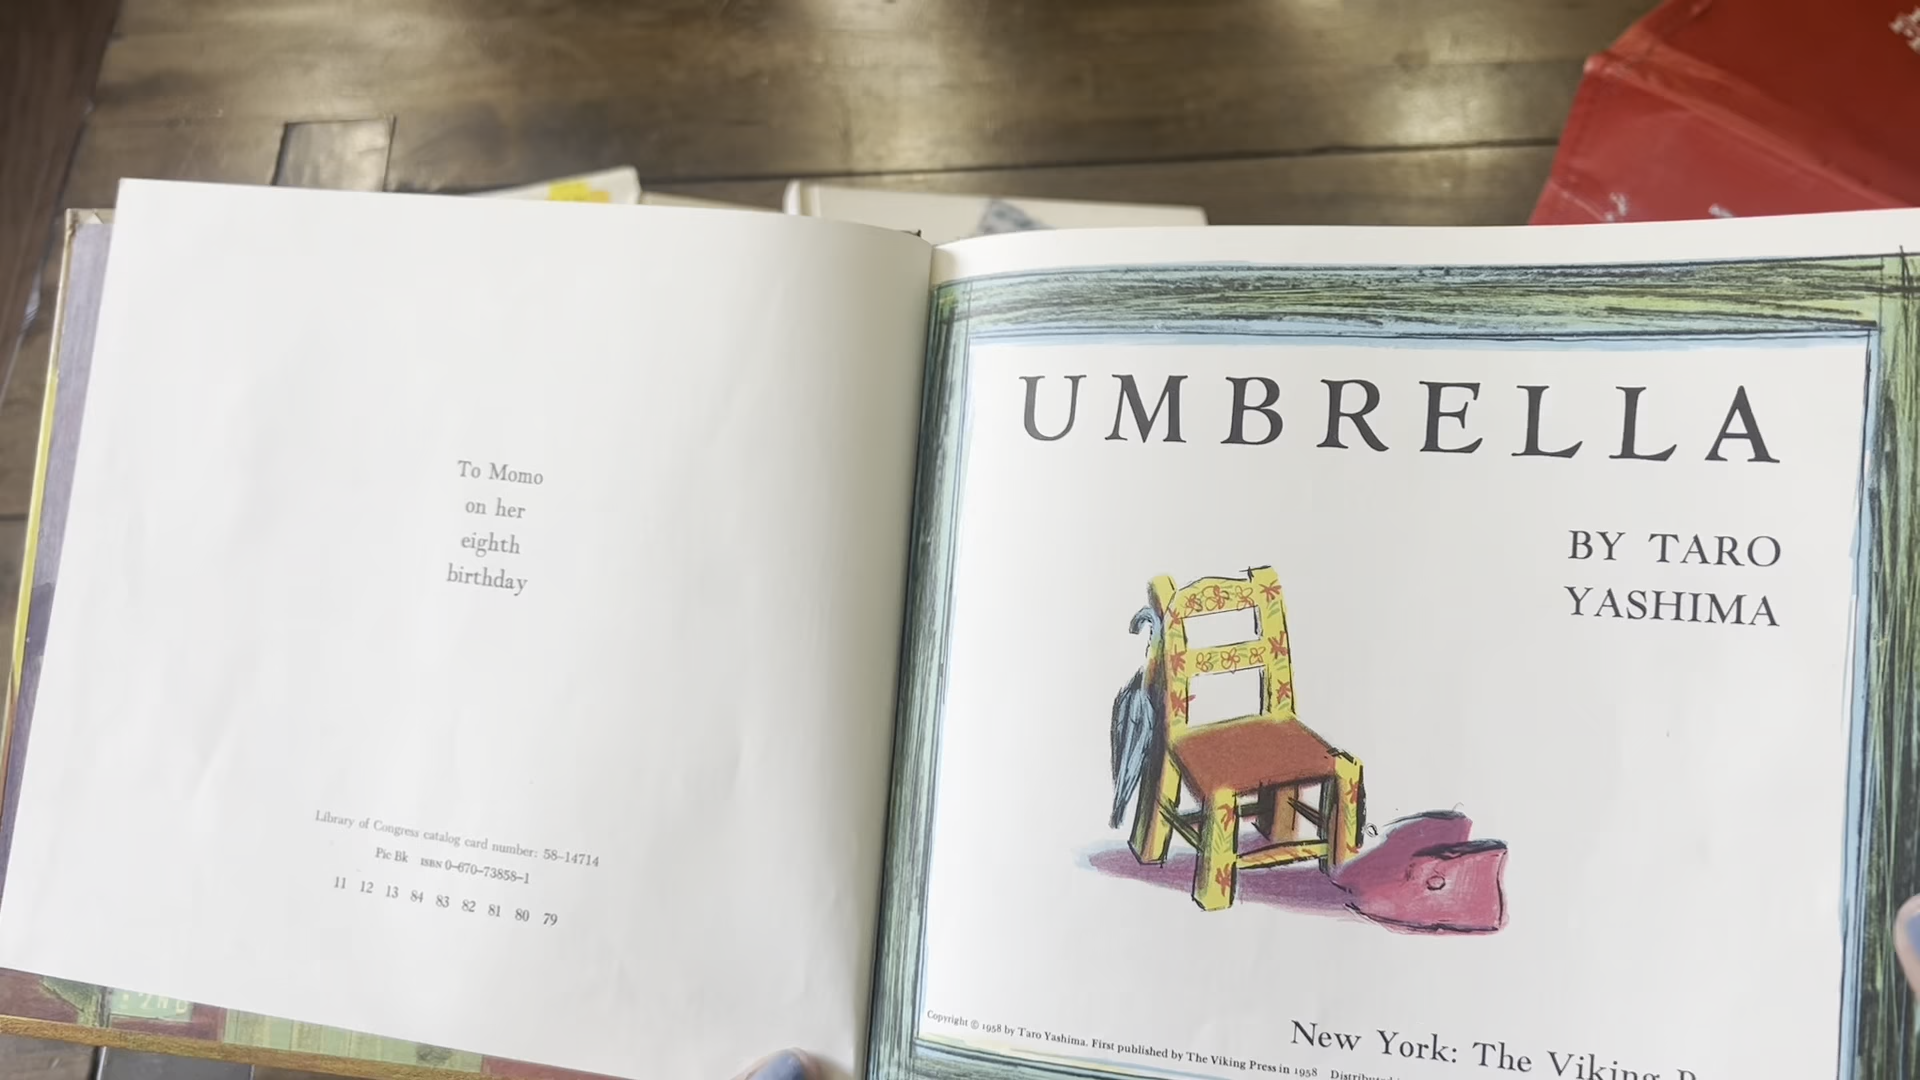 To Momo
on her
eighth
birthday
Library of Congress catalog card number: 58-14714
Pic Bk ISBN 0-670-73858-1
11 12 13 84 83 82 81 80 79
UMBRELLA
BY TARO
YASHIMA
New York: The Viking
Copyright © 1958 by Taro Yashima. First published by The Viking Press in 1958